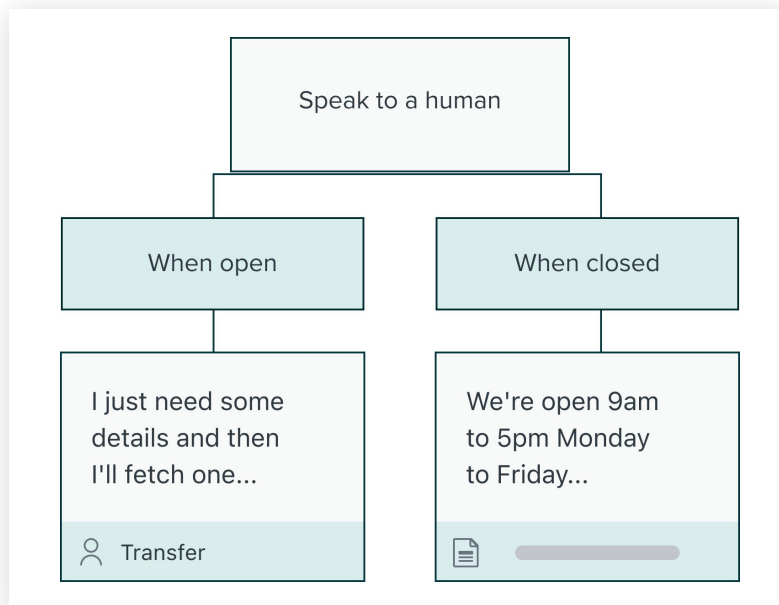 Speak to a human
When open
When closed
I just need some
details and then
I'll fetch one...
We're open 9am
to 5pm Monday
to Friday...
Transfer